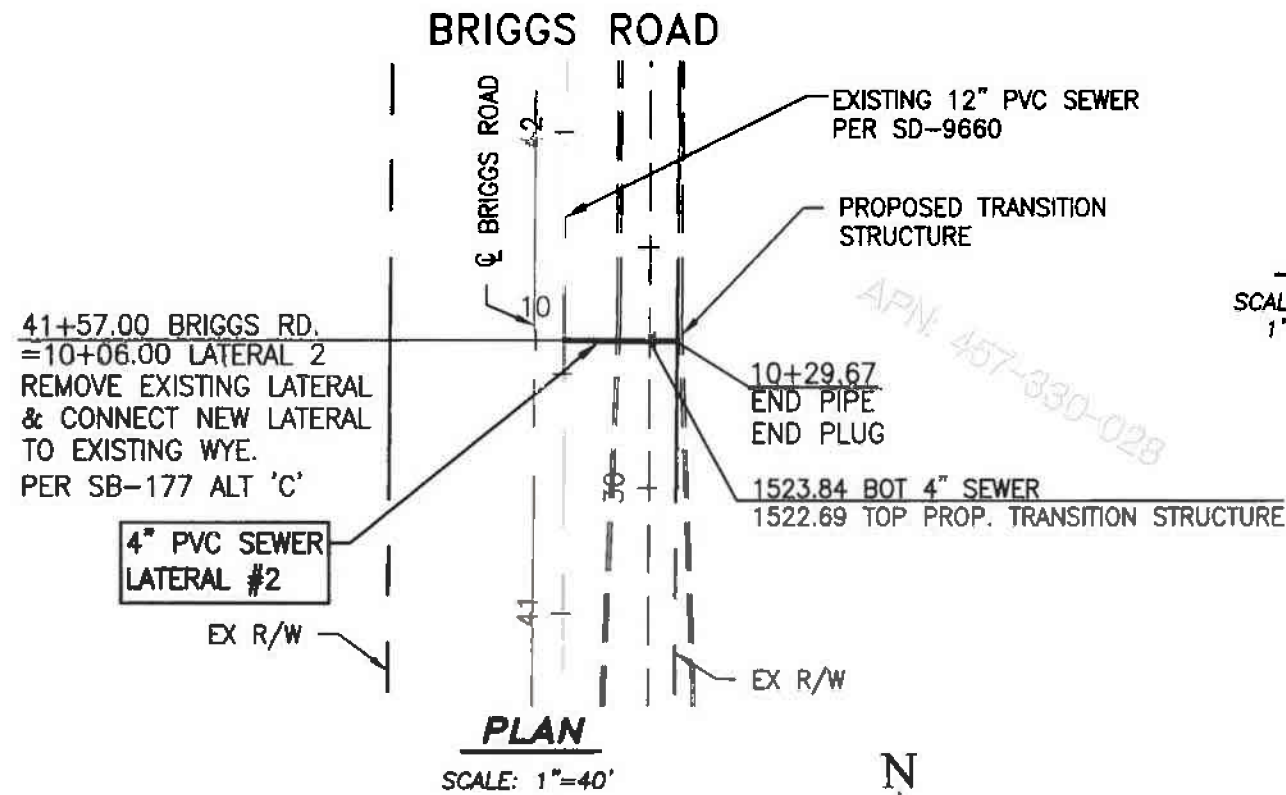 BRIGGS ROAD
℄ BRIGGS ROAD
42
EXISTING 12" PVC SEWER
PER SD-9660
PROPOSED TRANSITION
STRUCTURE
APN: 457-330-028
SCAL
1"
10
41+57.00 BRIGGS RD.
=10+06.00 LATERAL 2
REMOVE EXISTING LATERAL
& CONNECT NEW LATERAL
TO EXISTING WYE.
PER SB-177 ALT 'C'
10+29.67
END PIPE
END PLUG
1523.84 BOT 4" SEWER
1522.69 TOP PROP. TRANSITION STRUCTURE
4" PVC SEWER
LATERAL #2
41
EX R/W
EX R/W
PLAN
SCALE: 1"=40'
N